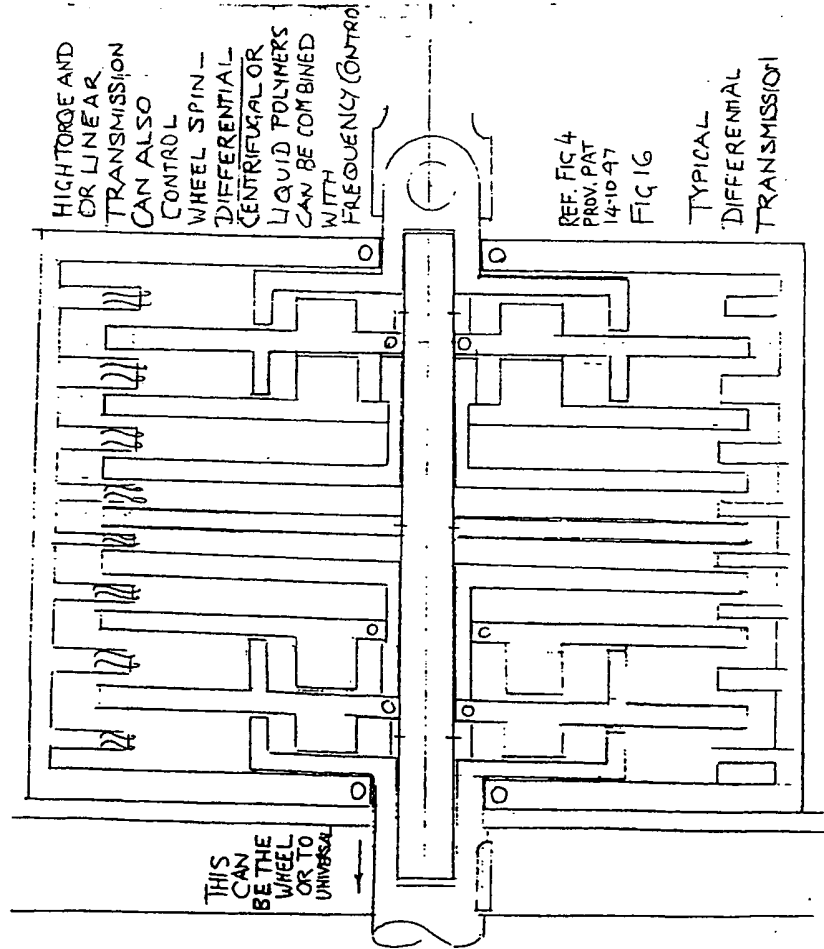 HIGH TORQE AND
OR LINEAR
TRANSMISSION
CAN ALSO
CONTROL
WHEEL SPIN -
DIFFERENTIAL
CENTRIFUGAL OR
LIQUID POLYMERS
CAN BE COMBINED
WITH
FREQUENCY CONTROL
REF. FIG 4
PROV. PAT
14-10-97
FIG 16
TYPICAL
DIFFERENTIAL
TRANSMISSION
THIS
CAN
BE THE
WHEEL
OR TO
UNIVERSAL